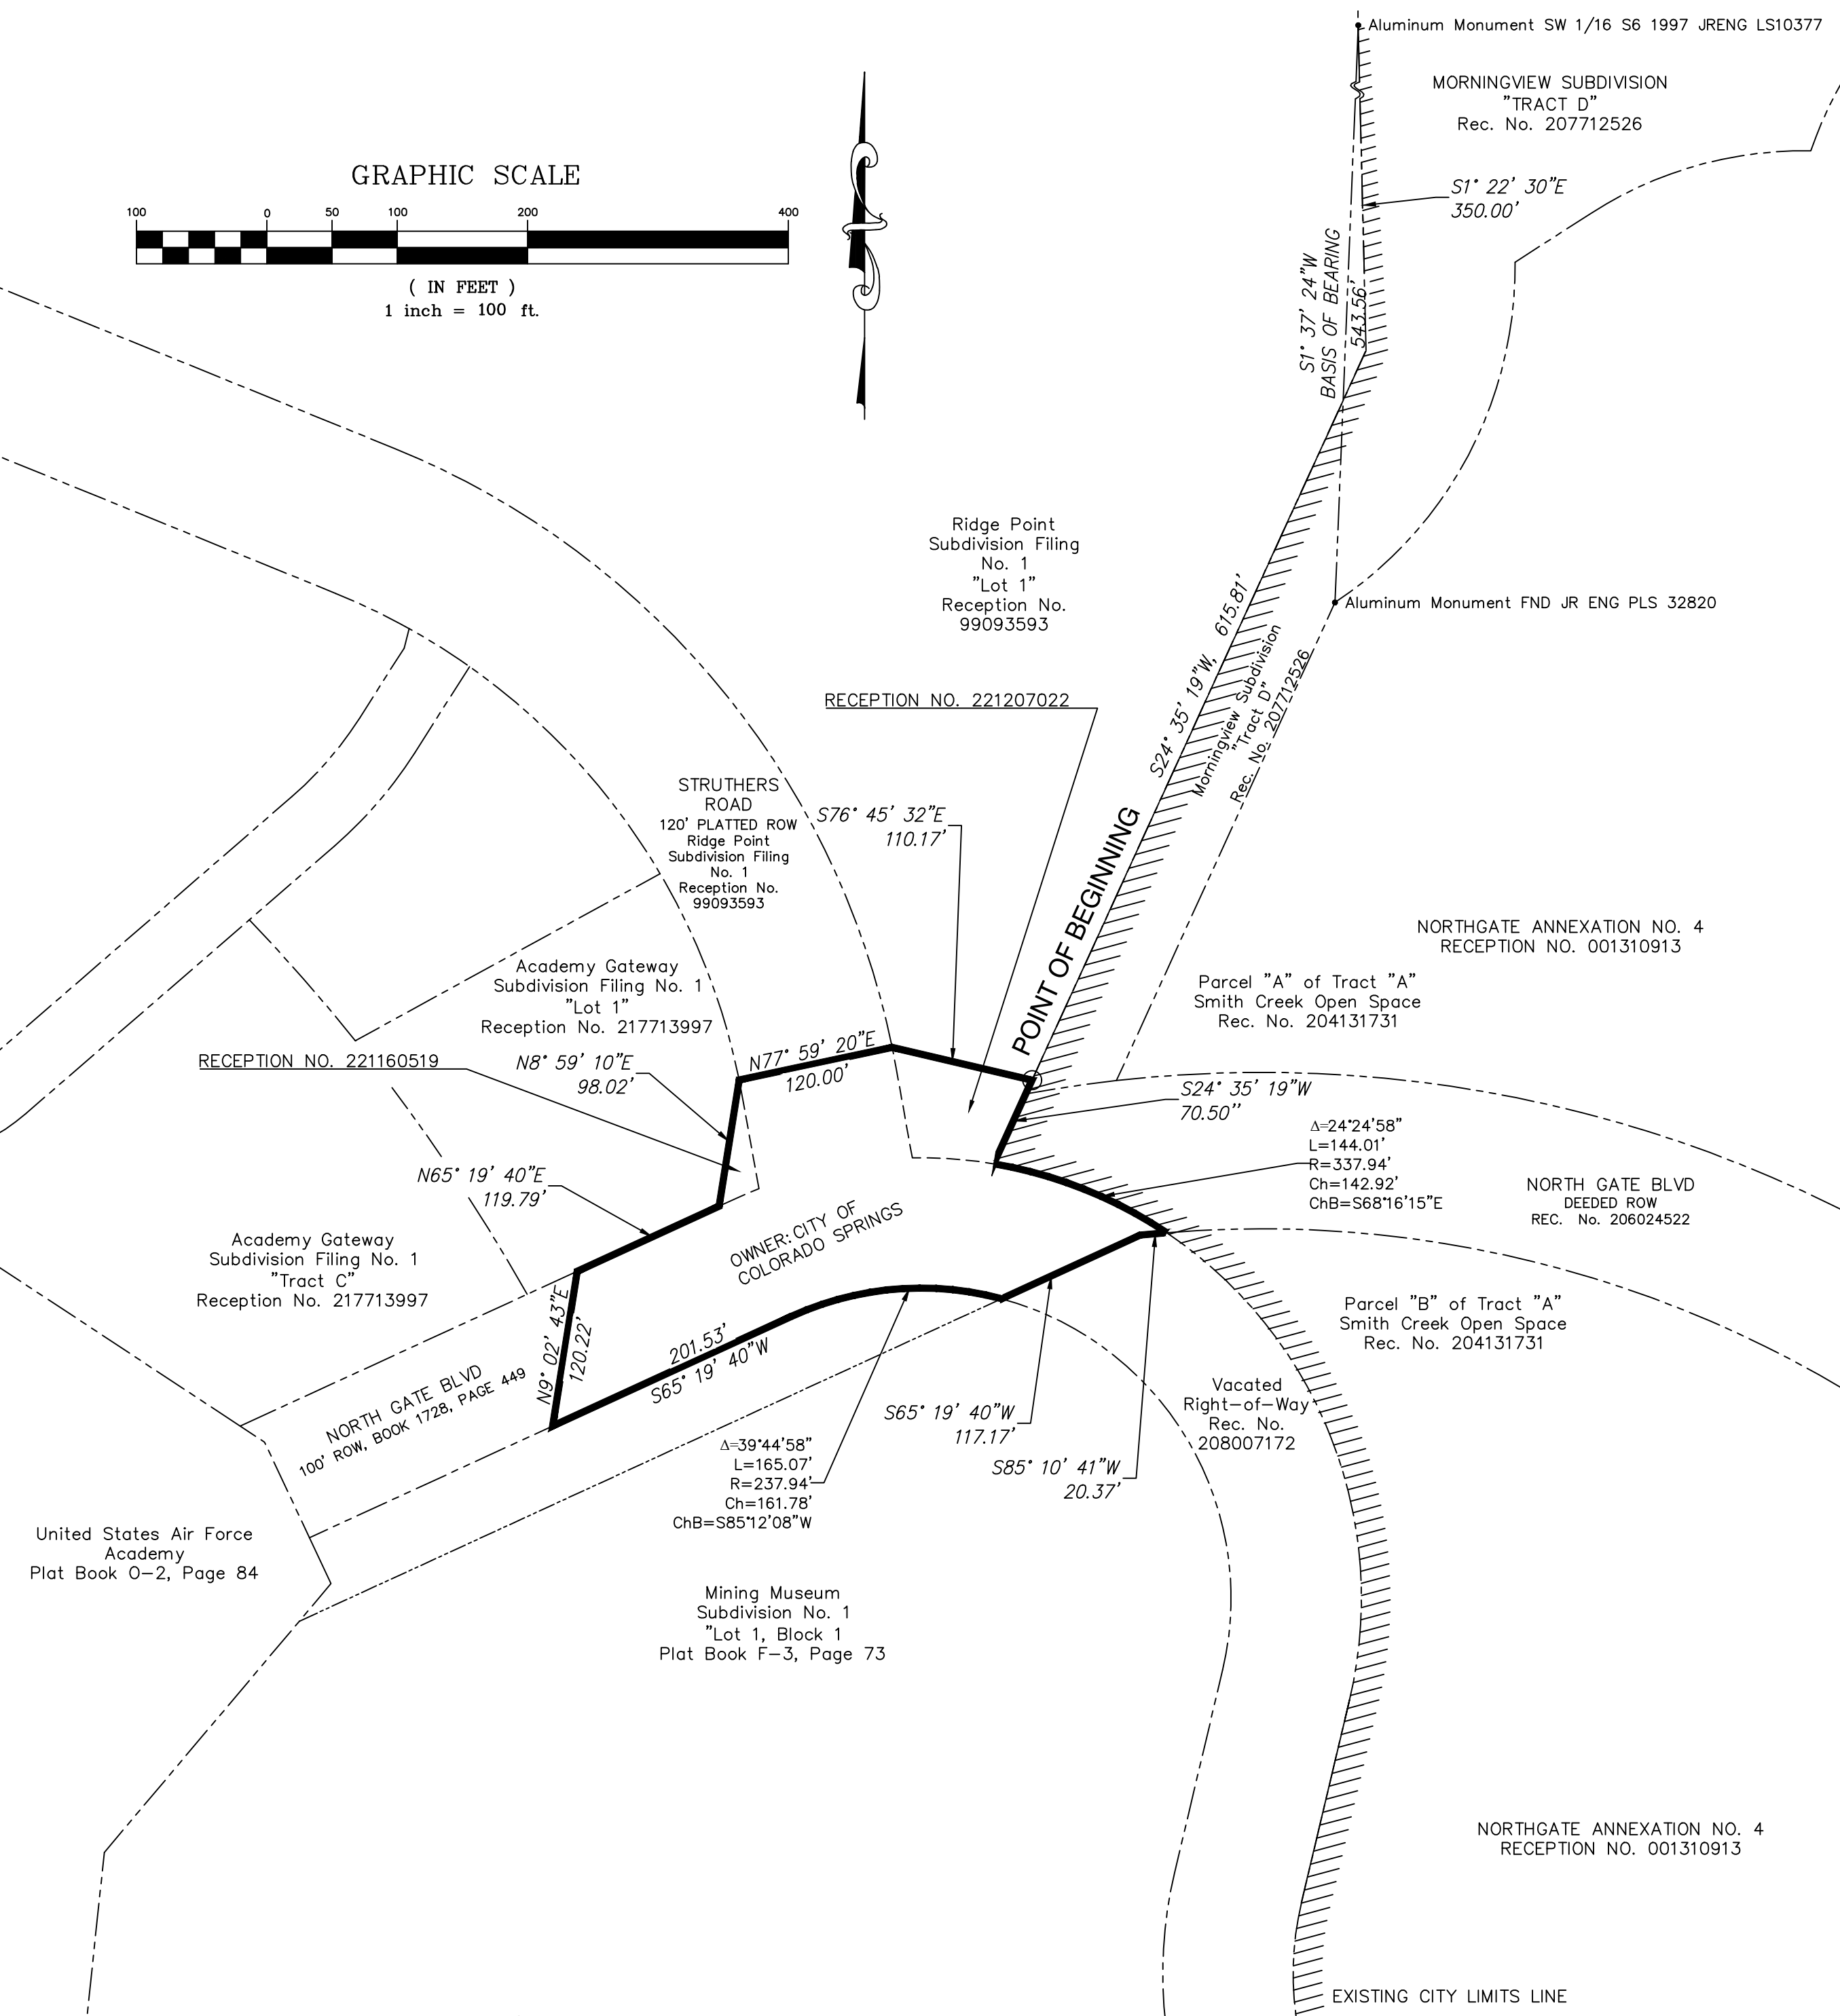 Aluminum Monument SW 1/16 S6 1997 JRENG LS10377
MORNINGVIEW SUBDIVISION
"TRACT D"
Rec. No. 207712526
GRAPHIC SCALE
100 0 50 100 200 400
( IN FEET )
1 inch = 100 ft.
S1° 22' 30"E
350.00'
S1° 37' 24"W
BASIS OF BEARING
543.56'
Ridge Point
Subdivision Filing
No. 1
"Lot 1"
Reception No.
99093593
Aluminum Monument FND JR ENG PLS 32820
S24° 35' 19"W, 615.81'
Morningview Subdivision
"Tract D"
Rec. No. 207712526
RECEPTION NO. 221207022
STRUTHERS
ROAD
120' PLATTED ROW
Ridge Point
Subdivision Filing
No. 1
Reception No.
99093593
S76° 45' 32"E
110.17'
POINT OF BEGINNING
NORTHGATE ANNEXATION NO. 4
RECEPTION NO. 001310913
Academy Gateway
Subdivision Filing No. 1
"Lot 1"
Reception No. 217713997
Parcel "A" of Tract "A"
Smith Creek Open Space
Rec. No. 204131731
RECEPTION NO. 221160519
N8° 59' 10"E
98.02'
N77° 59' 20"E
120.00'
S24° 35' 19"W
70.50"
Δ=24°24'58"
L=144.01'
R=337.94'
Ch=142.92'
ChB=S68°16'15"E
N65° 19' 40"E
119.79'
NORTH GATE BLVD
DEEDED ROW
REC. No. 206024522
OWNER: CITY OF
COLORADO SPRINGS
Academy Gateway
Subdivision Filing No. 1
"Tract C"
Reception No. 217713997
N9° 02' 43"E
120.22'
Parcel "B" of Tract "A"
Smith Creek Open Space
Rec. No. 204131731
201.53'
S65° 19' 40"W
NORTH GATE BLVD
100' ROW, BOOK 1728, PAGE 449
Vacated
Right-of-Way
Rec. No.
208007172
S65° 19' 40"W
117.17'
Δ=39°44'58"
L=165.07'
R=237.94'
Ch=161.78'
ChB=S85°12'08"W
S85° 10' 41"W
20.37'
United States Air Force
Academy
Plat Book O-2, Page 84
Mining Museum
Subdivision No. 1
"Lot 1, Block 1
Plat Book F-3, Page 73
NORTHGATE ANNEXATION NO. 4
RECEPTION NO. 001310913
EXISTING CITY LIMITS LINE